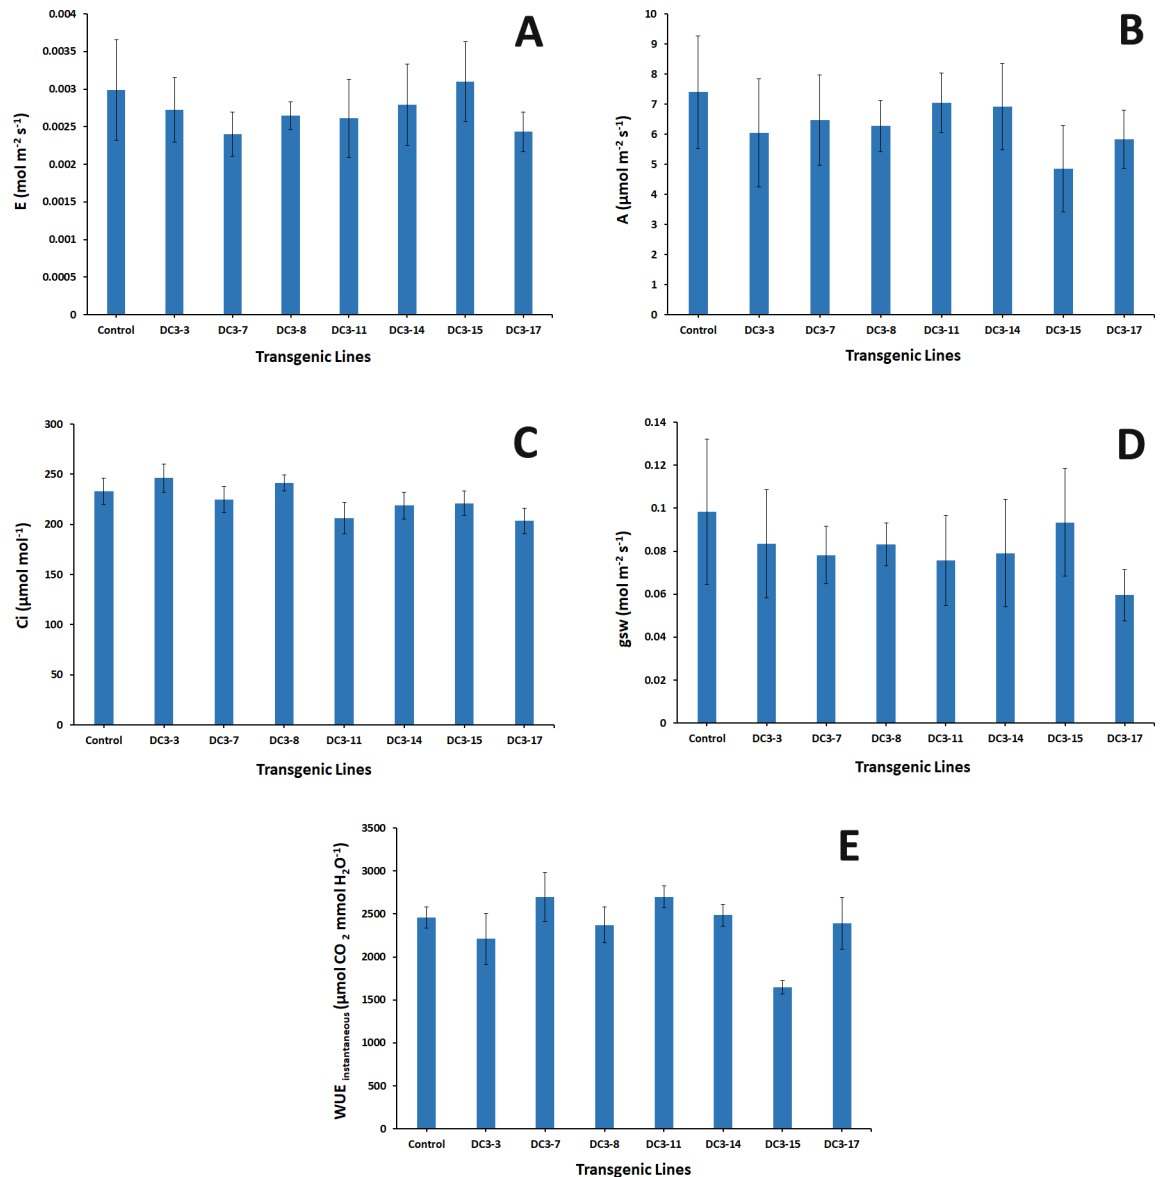 A
E (mol m⁻² s⁻¹)
0.004
0.0035
0.003
0.0025
0.002
0.0015
0.001
0.0005
0
Control DC3-3 DC3-7 DC3-8 DC3-11 DC3-14 DC3-15 DC3-17
Transgenic Lines
B
A (µmol m⁻² s⁻¹)
10
9
8
7
6
5
4
3
2
1
0
Control DC3-3 DC3-7 DC3-8 DC3-11 DC3-14 DC3-15 DC3-17
Transgenic Lines
C
Ci (µmol mol⁻¹)
300
250
200
150
100
50
0
Control DC3-3 DC3-7 DC3-8 DC3-11 DC3-14 DC3-15 DC3-17
Transgenic Lines
D
gsw (mol m⁻² s⁻¹)
0.14
0.12
0.1
0.08
0.06
0.04
0.02
0
Control DC3-3 DC3-7 DC3-8 DC3-11 DC3-14 DC3-15 DC3-17
Transgenic Lines
E
WUE instantaneous (µmol CO₂ mmol H₂O⁻¹)
3500
3000
2500
2000
1500
1000
500
0
Control DC3-3 DC3-7 DC3-8 DC3-11 DC3-14 DC3-15 DC3-17
Transgenic Lines